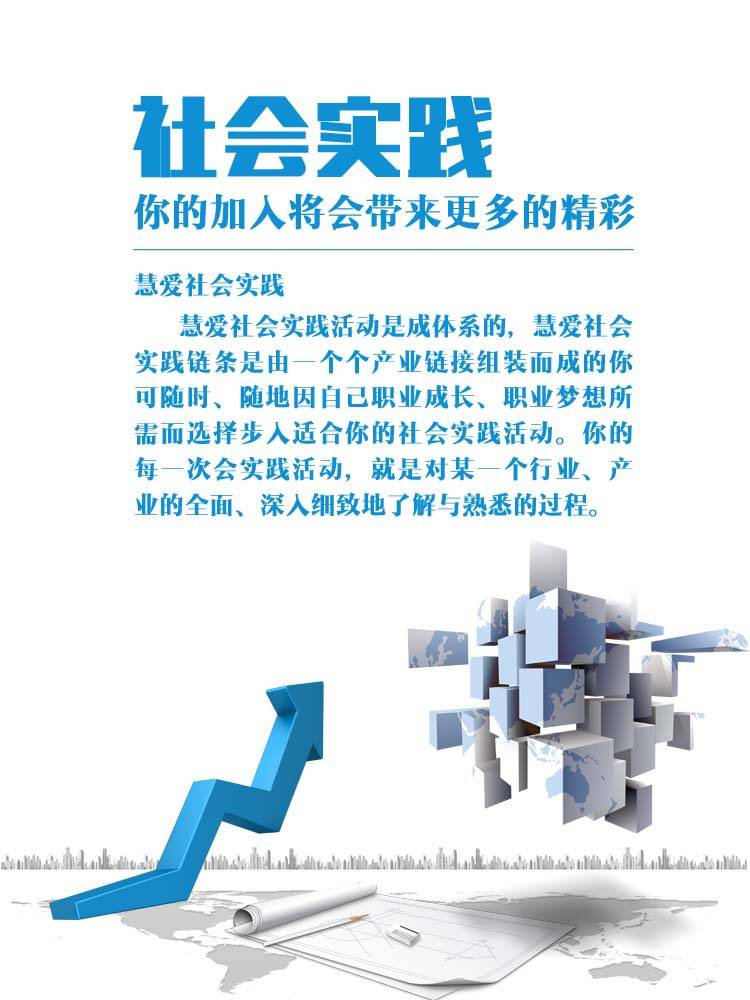 社会实践
你的加入将会带来更多的精彩
慧爱社会实践
慧爱社会实践活动是成体系的，慧爱社会
实践链条是由一个个产业链接组装而成的你
可随时、随地因自己职业成长、职业梦想所
需而选择步入适合你的社会实践活动。你的
每一次会实践活动，就是对某一个行业、产
业的全面、深入细致地了解与熟悉的过程。